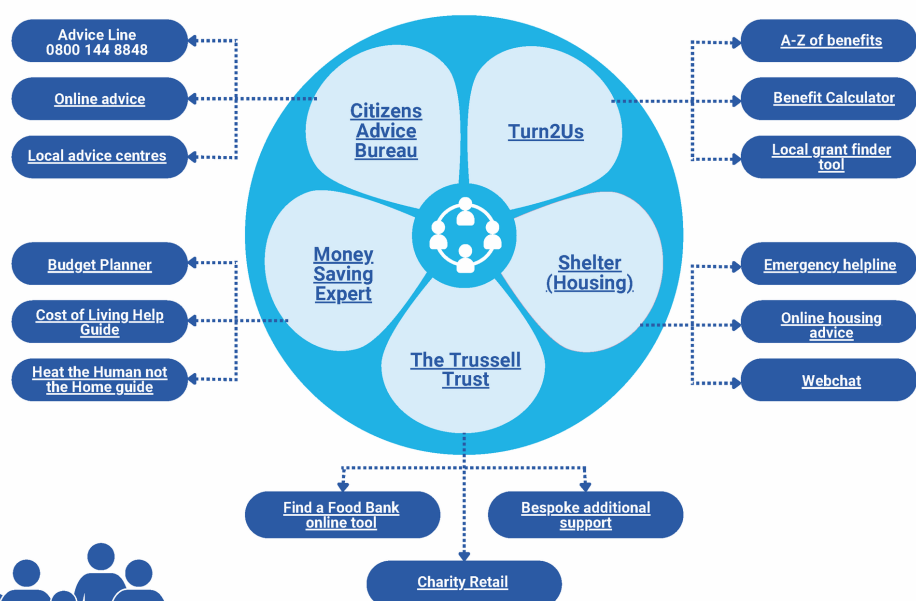 Advice Line
0800 144 8848
Online advice
Local advice centres
Citizens
Advice
Bureau
Turn2Us
A-Z of benefits
Benefit Calculator
Local grant finder
tool
Budget Planner
Cost of Living Help
Guide
Heat the Human not
the Home guide
Money
Saving
Expert
Shelter
(Housing)
Emergency helpline
Online housing
advice
Webchat
The Trussell
Trust
Find a Food Bank
online tool
Bespoke additional
support
Charity Retail